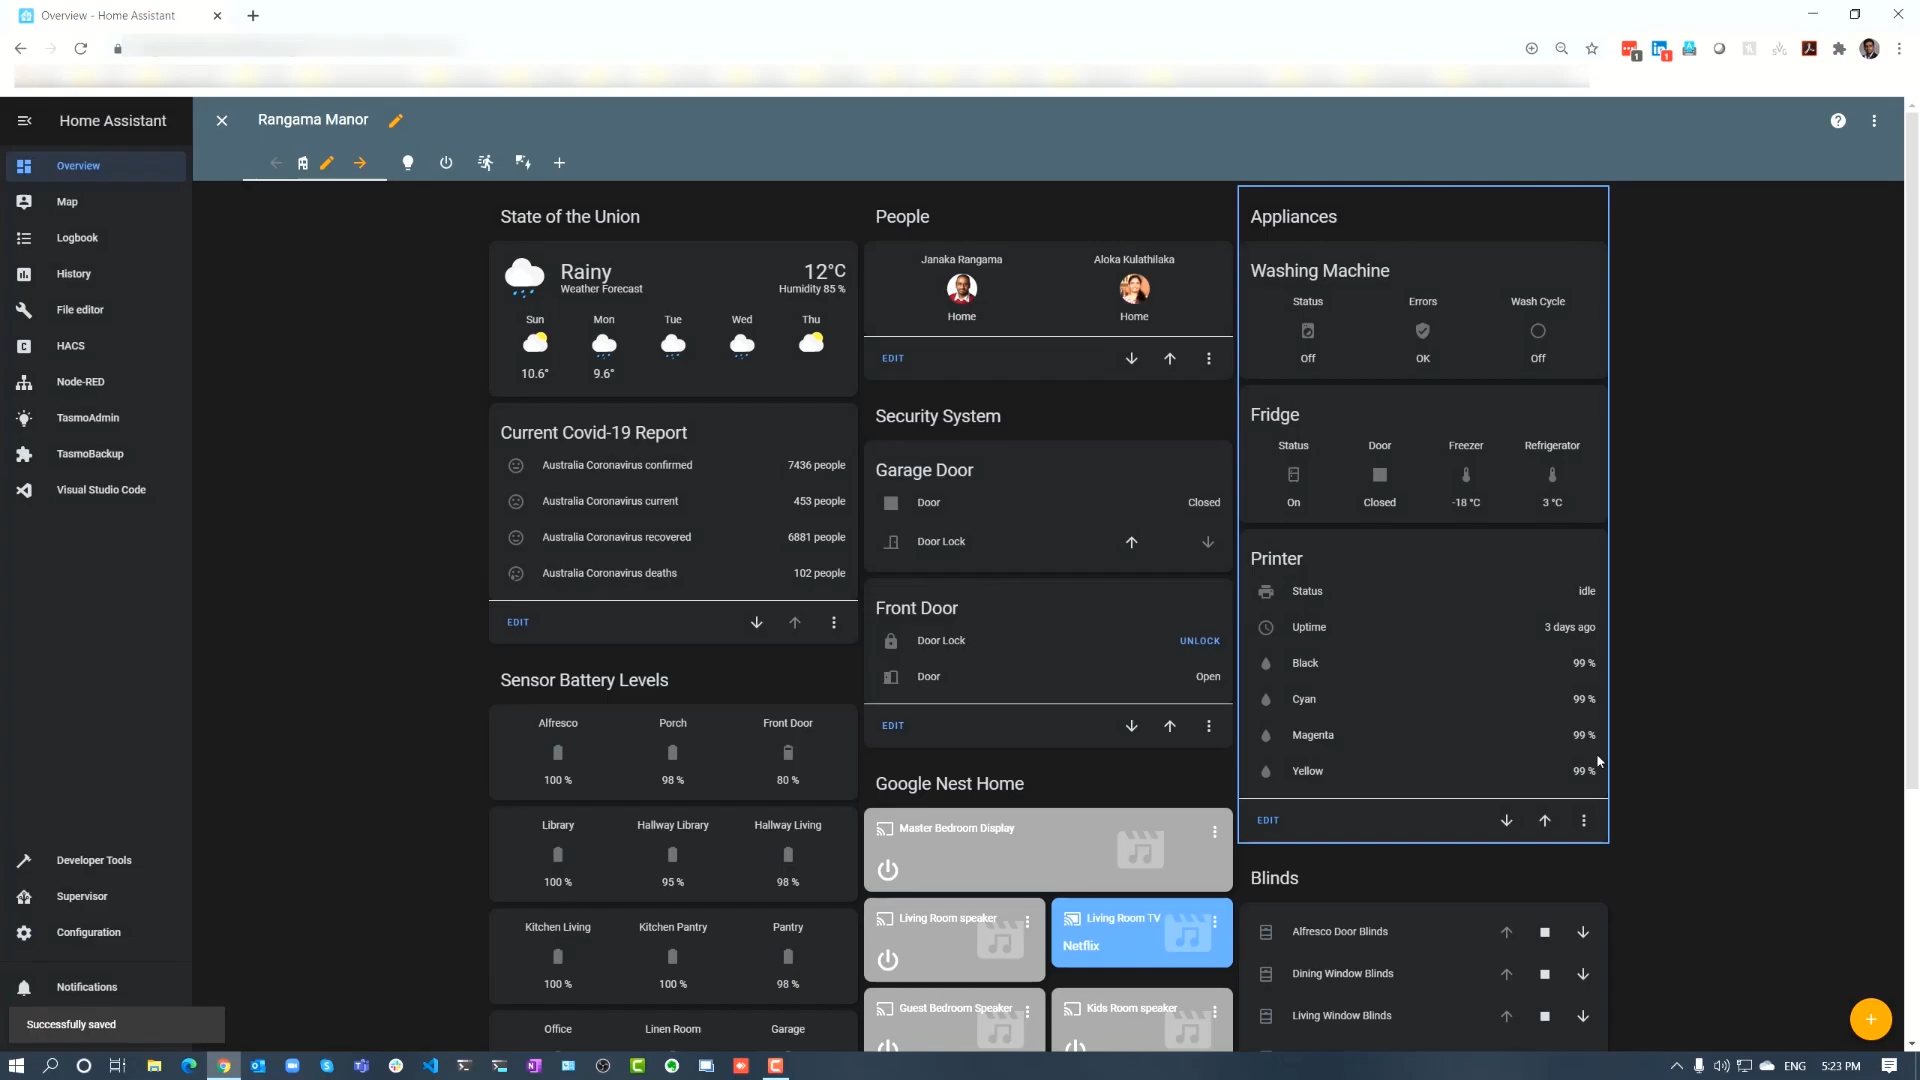 Overview - Home Assistant
Home Assistant
Rangama Manor
Overview
Map
Logbook
History
File editor
HACS
Node-RED
TasmoAdmin
TasmoBackup
Visual Studio Code
Developer Tools
Supervisor
Configuration
Notifications
Successfully saved
State of the Union
Rainy
Weather Forecast
12°C
Humidity 85 %
Sun Mon Tue Wed Thu
10.6° 9.6°
Current Covid-19 Report
Australia Coronavirus confirmed 7436 people
Australia Coronavirus current 453 people
Australia Coronavirus recovered 6881 people
Australia Coronavirus deaths 102 people
EDIT
Sensor Battery Levels
Alfresco Porch Front Door
100 % 98 % 80 %
Library Hallway Library Hallway Living
100 % 95 % 98 %
Kitchen Living Kitchen Pantry Pantry
100 % 100 % 98 %
Office Linen Room Garage
People
Janaka Rangama Aloka Kulathilaka
Home Home
EDIT
Security System
Garage Door
Door Closed
Door Lock
Front Door
Door Lock UNLOCK
Door Open
EDIT
Google Nest Home
Master Bedroom Display
Living Room speaker
Living Room TV
Netflix
Guest Bedroom Speaker
Kids Room speaker
Appliances
Washing Machine
Status Errors Wash Cycle
Off OK Off
Fridge
Status Door Freezer Refrigerator
On Closed -18 °C 3 °C
Printer
Status idle
Uptime 3 days ago
Black 99 %
Cyan 99 %
Magenta 99 %
Yellow 99 %
EDIT
Blinds
Alfresco Door Blinds
Dining Window Blinds
Living Window Blinds
ENG 5:23 PM